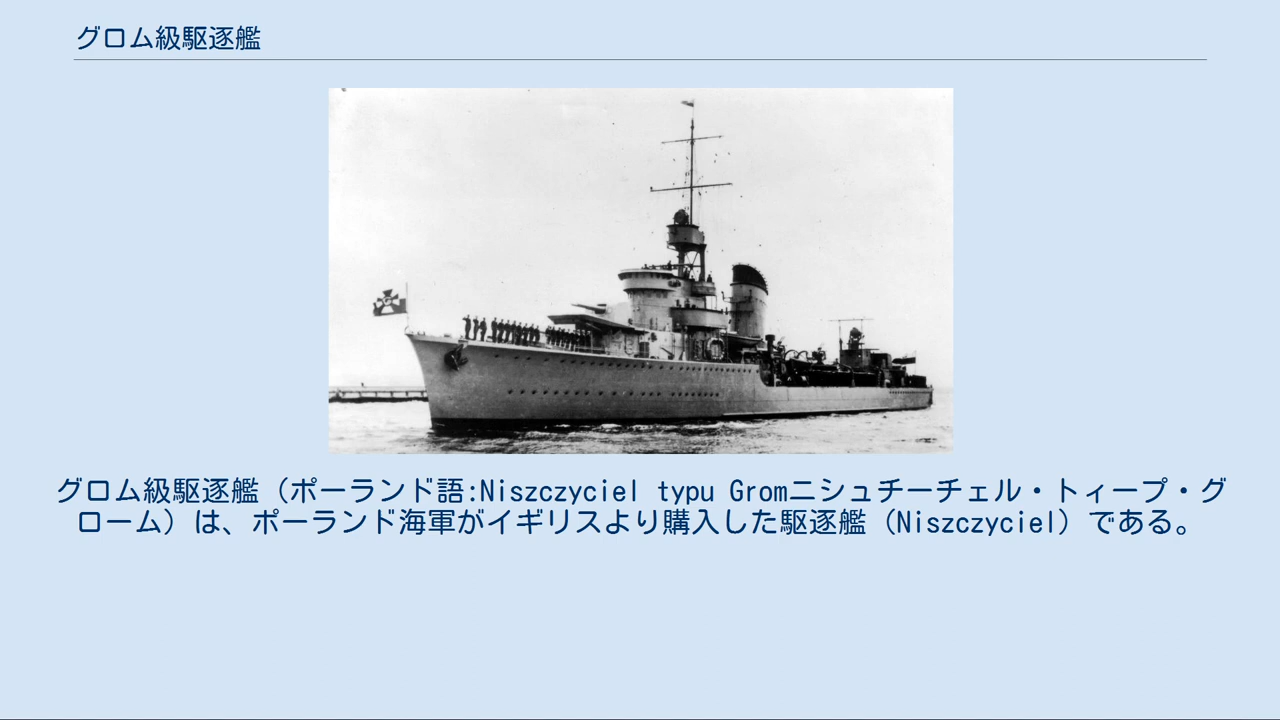 グロム級駆逐艦
グロム級駆逐艦（ポーランド語:Niszczyciel typu Gromニシュチーチェル・トィープ・グ
ローム）は、ポーランド海軍がイギリスより購入した駆逐艦（Niszczyciel）である。